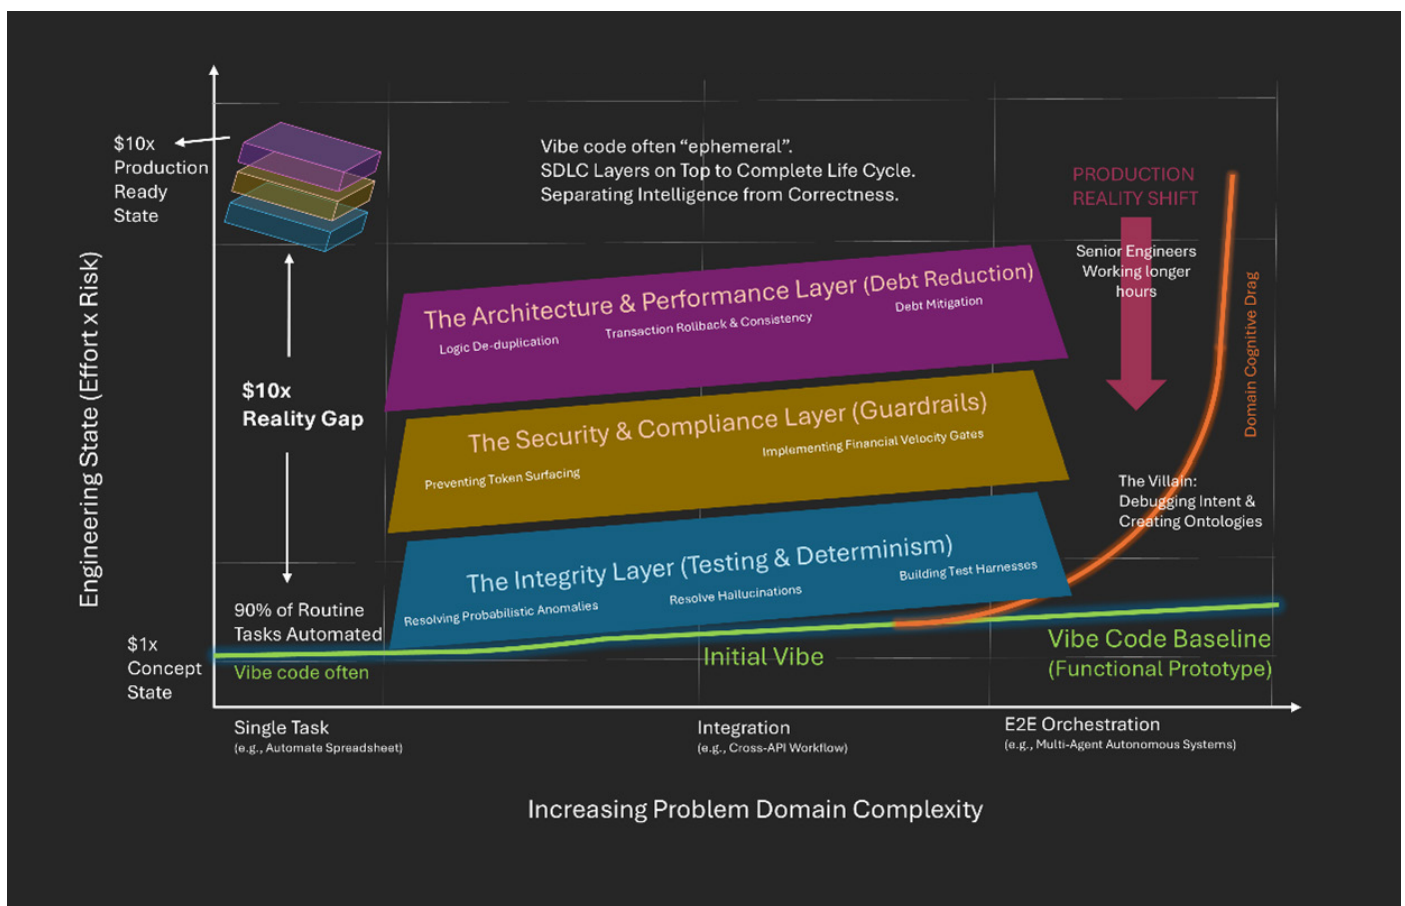 $10x
Production
Ready
State
Vibe code often “ephemeral”.
SDLC Layers on Top to Complete Life Cycle.
Separating Intelligence from Correctness.
PRODUCTION
REALITY SHIFT
Senior Engineers
Working longer
hours
Domain Cognitive Drag
Engineering State (Effort x Risk)
$10x
Reality Gap
The Architecture & Performance Layer (Debt Reduction)
Logic De-duplication
Transaction Rollback & Consistency
Debt Mitigation
The Security & Compliance Layer (Guardrails)
Preventing Token Surfacing
Implementing Financial Velocity Gates
The Villain:
Debugging Intent &
Creating Ontologies
The Integrity Layer (Testing & Determinism)
Resolving Probabilistic Anomalies
Resolve Hallucinations
Building Test Harnesses
90% of Routine
Tasks Automated
Vibe code often
$1x
Concept
State
Initial Vibe
Vibe Code Baseline
(Functional Prototype)
Single Task
(e.g., Automate Spreadsheet)
Integration
(e.g., Cross-API Workflow)
E2E Orchestration
(e.g., Multi-Agent Autonomous Systems)
Increasing Problem Domain Complexity